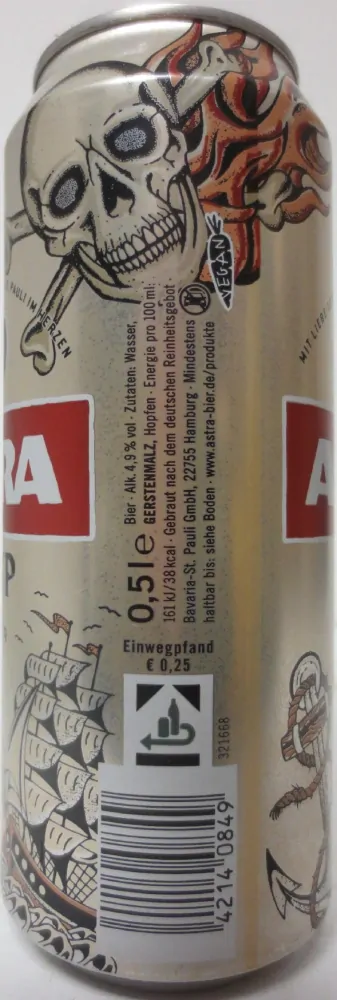 VEGAN
PAULI IM HERZEN
MIT LIEBE
Bier · Alk. 4,9 % vol · Zutaten: Wasser,
GERSTENMALZ, Hopfen · Energie pro 100 ml:
0,5 l e
161 kJ/38 kcal · Gebraut nach dem deutschen Reinheitsgebot ·
Bavaria-St. Pauli GmbH, 22755 Hamburg · Mindestens
haltbar bis: siehe Boden · www.astra-bier.de/produkte
RA
A
P
Einwegpfand
€ 0,25
321668
4214 0849